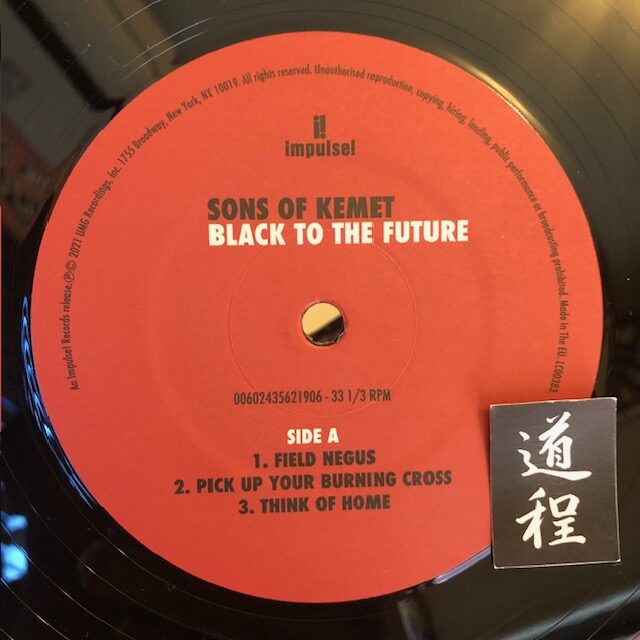 An Impulse! Records release. ℗© 2021 UMG Recordings, Inc. 1755 Broadway, New York, NY, 10019. All rights reserved. Unauthorised reproduction, copying, hiring, lending, public performance or broadcasting prohibited. Made In The EU. LC00383.
i!
impulse!
SONS OF KEMET
BLACK TO THE FUTURE
00602435621906 - 33 1/3 RPM
SIDE A
1. FIELD NEGUS
2. PICK UP YOUR BURNING CROSS
3. THINK OF HOME
道
程